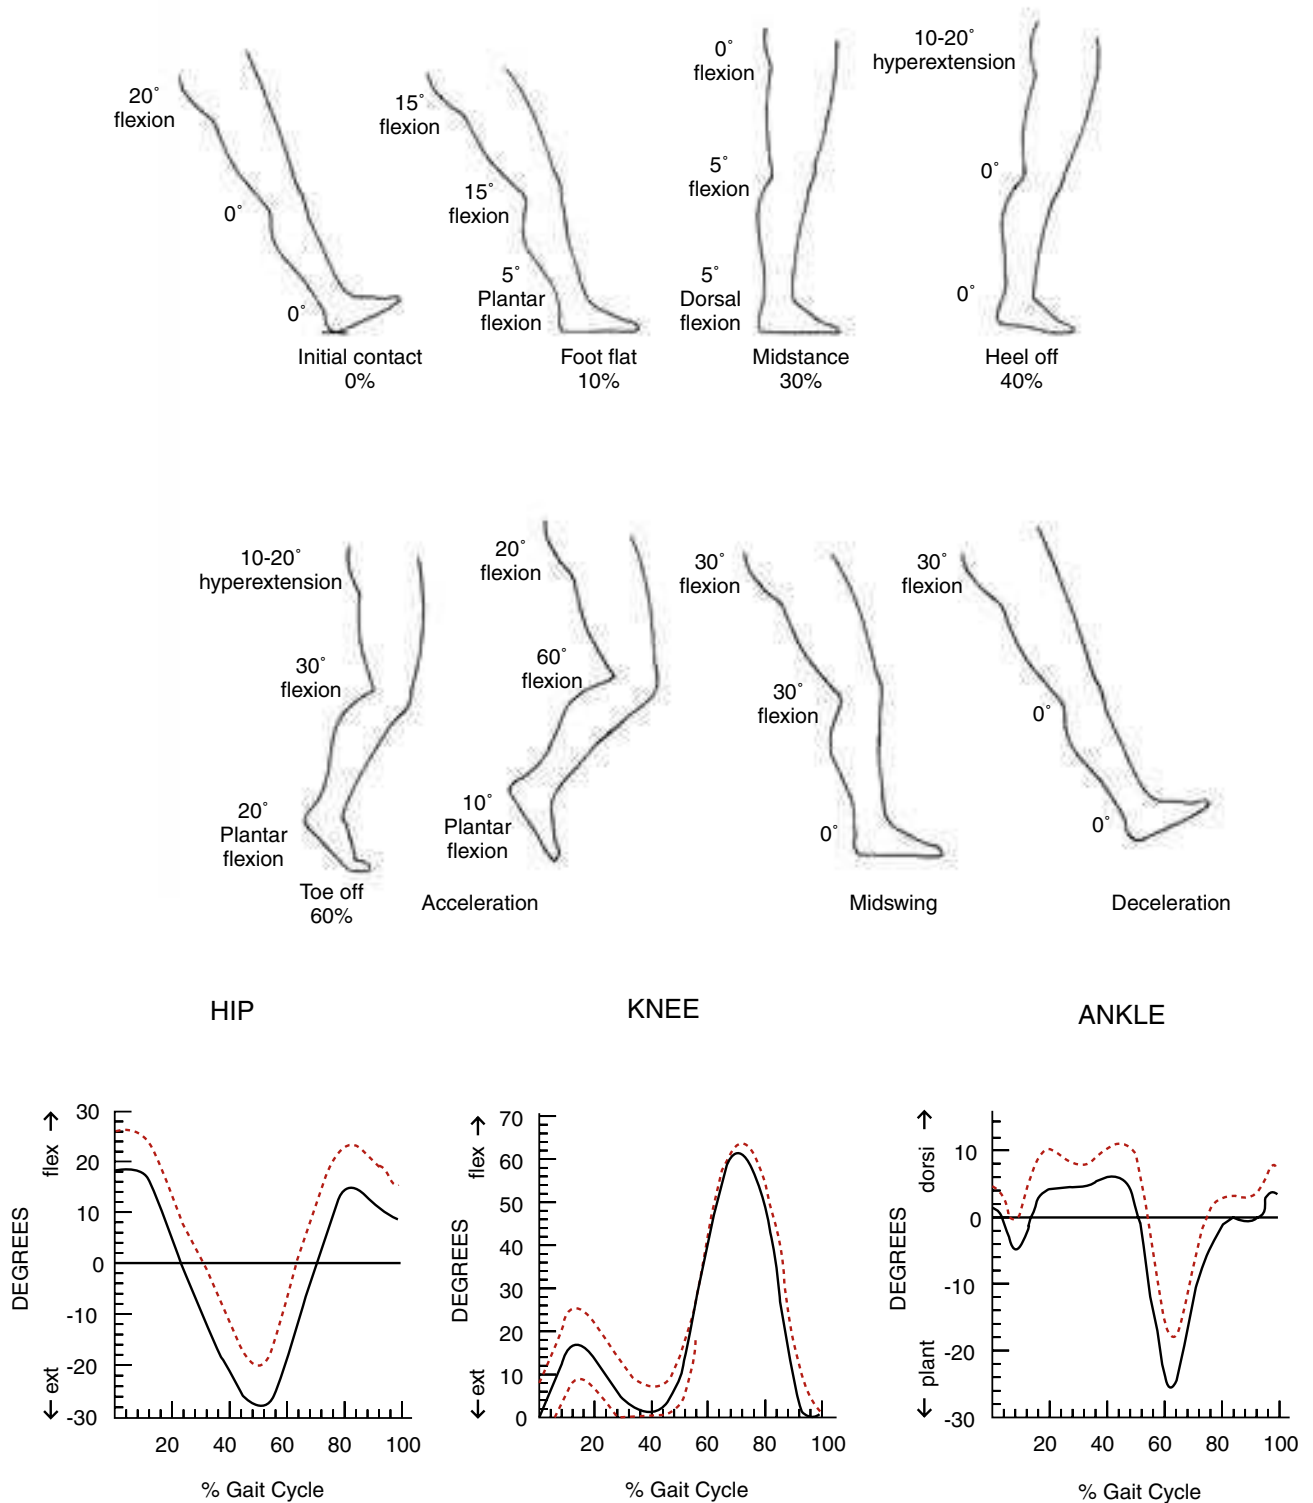 20°
flexion
0°
0°
Initial contact
0%
15°
flexion
15°
flexion
5°
Plantar
flexion
Foot flat
10%
0°
flexion
5°
flexion
5°
Dorsal
flexion
Midstance
30%
10-20°
hyperextension
0°
0°
Heel off
40%
10-20°
hyperextension
30°
flexion
20°
Plantar
flexion
Toe off
60%
20°
flexion
60°
flexion
10°
Plantar
flexion
Acceleration
30°
flexion
30°
flexion
0°
Midswing
30°
flexion
0°
0°
Deceleration
HIP
DEGREES
← ext
flex →
30
20
10
0
-10
-20
-30
20 40 60 80 100
% Gait Cycle
KNEE
DEGREES
← ext
flex →
70
60
50
40
30
20
10
0
20 40 60 80 100
% Gait Cycle
ANKLE
DEGREES
← plant
dorsi →
10
0
-10
-20
-30
20 40 60 80 100
% Gait Cycle